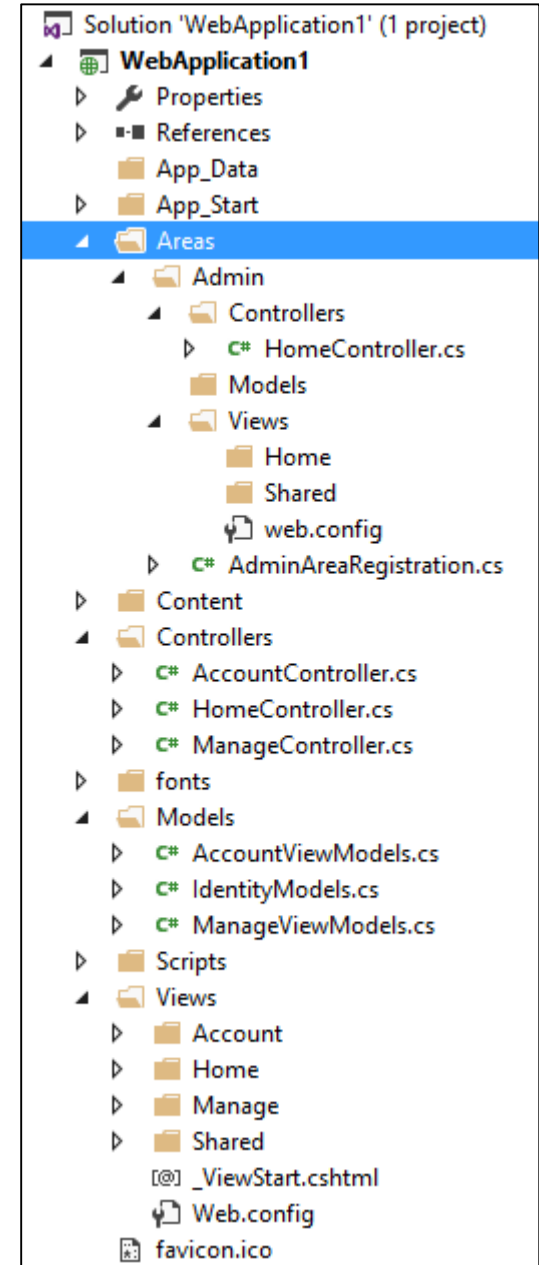 Solution 'WebApplication1' (1 project)
WebApplication1
Properties
References
App_Data
App_Start
Areas
Admin
Controllers
C# HomeController.cs
Models
Views
Home
Shared
web.config
C# AdminAreaRegistration.cs
Content
Controllers
C# AccountController.cs
C# HomeController.cs
C# ManageController.cs
fonts
Models
C# AccountViewModels.cs
C# IdentityModels.cs
C# ManageViewModels.cs
Scripts
Views
Account
Home
Manage
Shared
[@] _ViewStart.cshtml
Web.config
favicon.ico